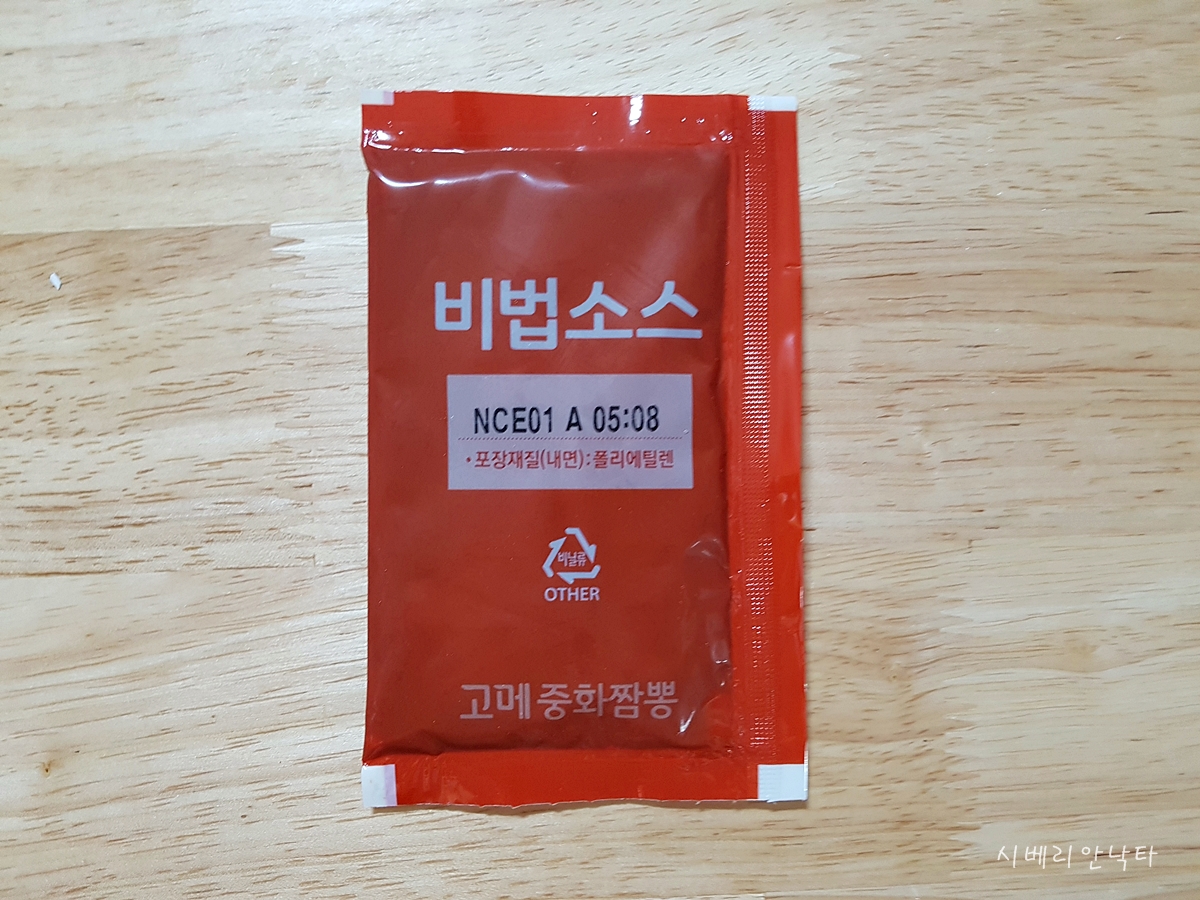 비법소스
NCE01 A 05:08
•포장재질(내면):폴리에틸렌
비닐류
OTHER
고메 중화짬뽕
시베리안낙타